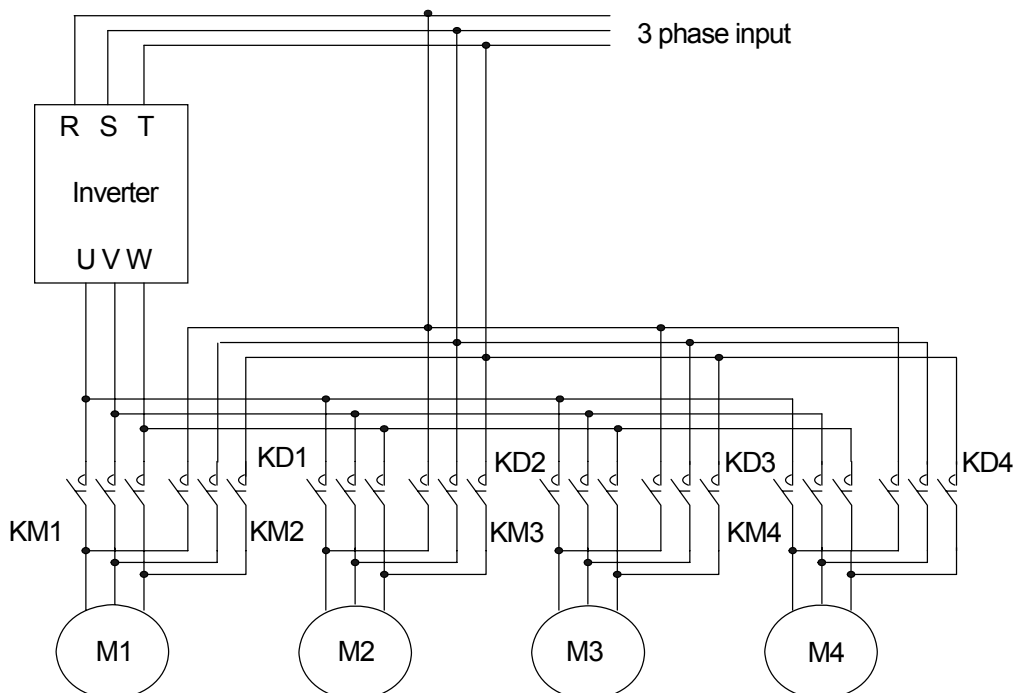 3 phase input
R S T
Inverter
U V W
KD1
KD2
KD3
KD4
KM1
KM2
KM3
KM4
M1
M2
M3
M4